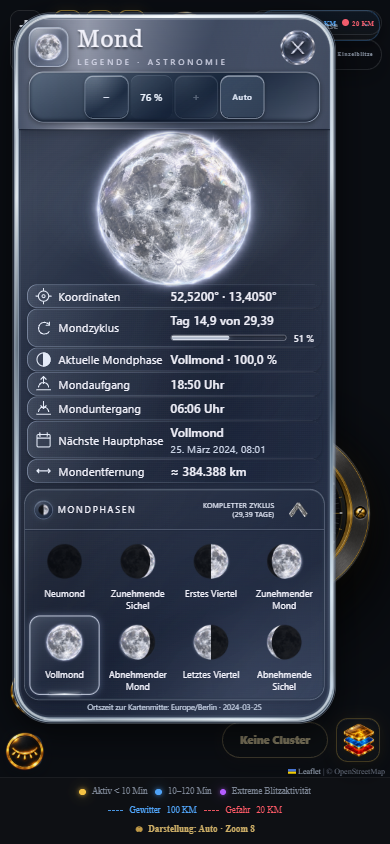 Mond
KM
20 KM
LEGENDE · ASTRONOMIE
Einzelblitze
− 76 % + Auto
Koordinaten 52,5200° · 13,4050°
Mondzyklus Tag 14,9 von 29,39
51 %
Aktuelle Mondphase Vollmond · 100,0 %
Mondaufgang 18:50 Uhr
Monduntergang 06:06 Uhr
Nächste Hauptphase Vollmond
25. März 2024, 08:01
Mondentfernung ≈ 384.388 km
MONDPHASEN KOMPLETTER ZYKLUS
(29,39 TAGE)
Neumond Zunehmende Sichel Erstes Viertel Zunehmender Mond
Vollmond Abnehmender Mond Letztes Viertel Abnehmende Sichel
Ortszeit zur Kartenmitte: Europe/Berlin · 2024-03-25
Keine Cluster
Leaflet | © OpenStreetMap
Aktiv < 10 Min 10–120 Min Extreme Blitzaktivität
Gewitter 100 KM Gefahr 20 KM
Darstellung: Auto · Zoom 8